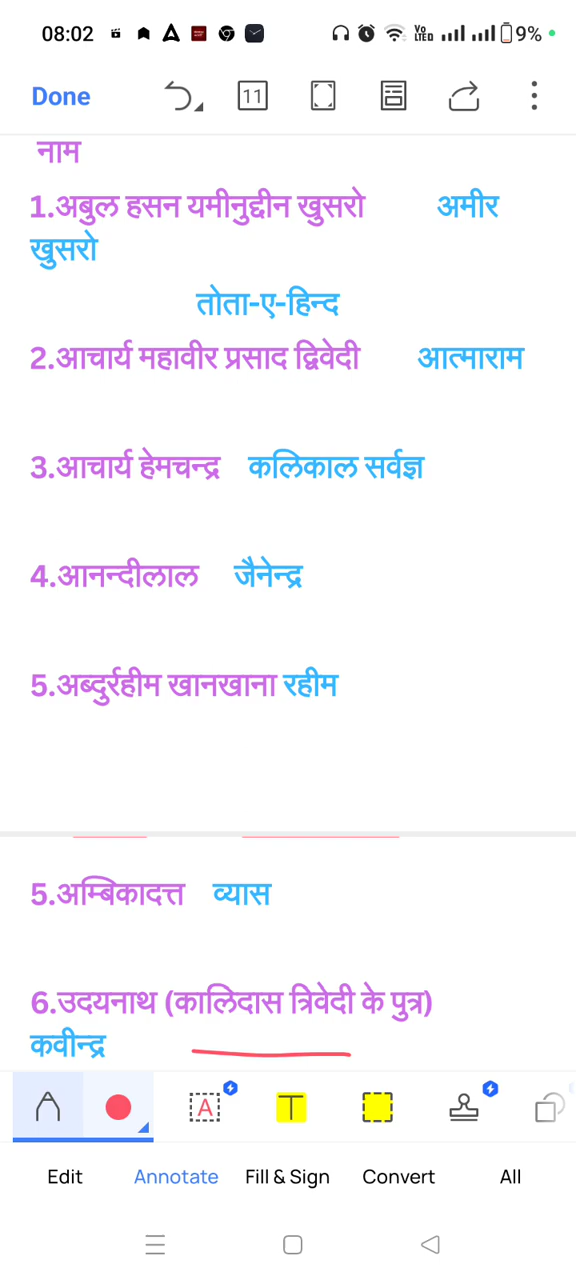 08:02 Vo LTED 9%
Done 11
नाम
1.अबुल हसन यमीनुद्दीन खुसरो अमीर
खुसरो
तोता-ए-हिन्द
2.आचार्य महावीर प्रसाद द्विवेदी आत्माराम
3.आचार्य हेमचन्द्र कलिकाल सर्वज्ञ
4.आनन्दीलाल जैनेन्द्र
5.अब्दुर्रहीम खानखाना रहीम
5.अम्बिकादत्त व्यास
6.उदयनाथ (कालिदास त्रिवेदी के पुत्र)
कवीन्द्र
A T
Edit Annotate Fill & Sign Convert All